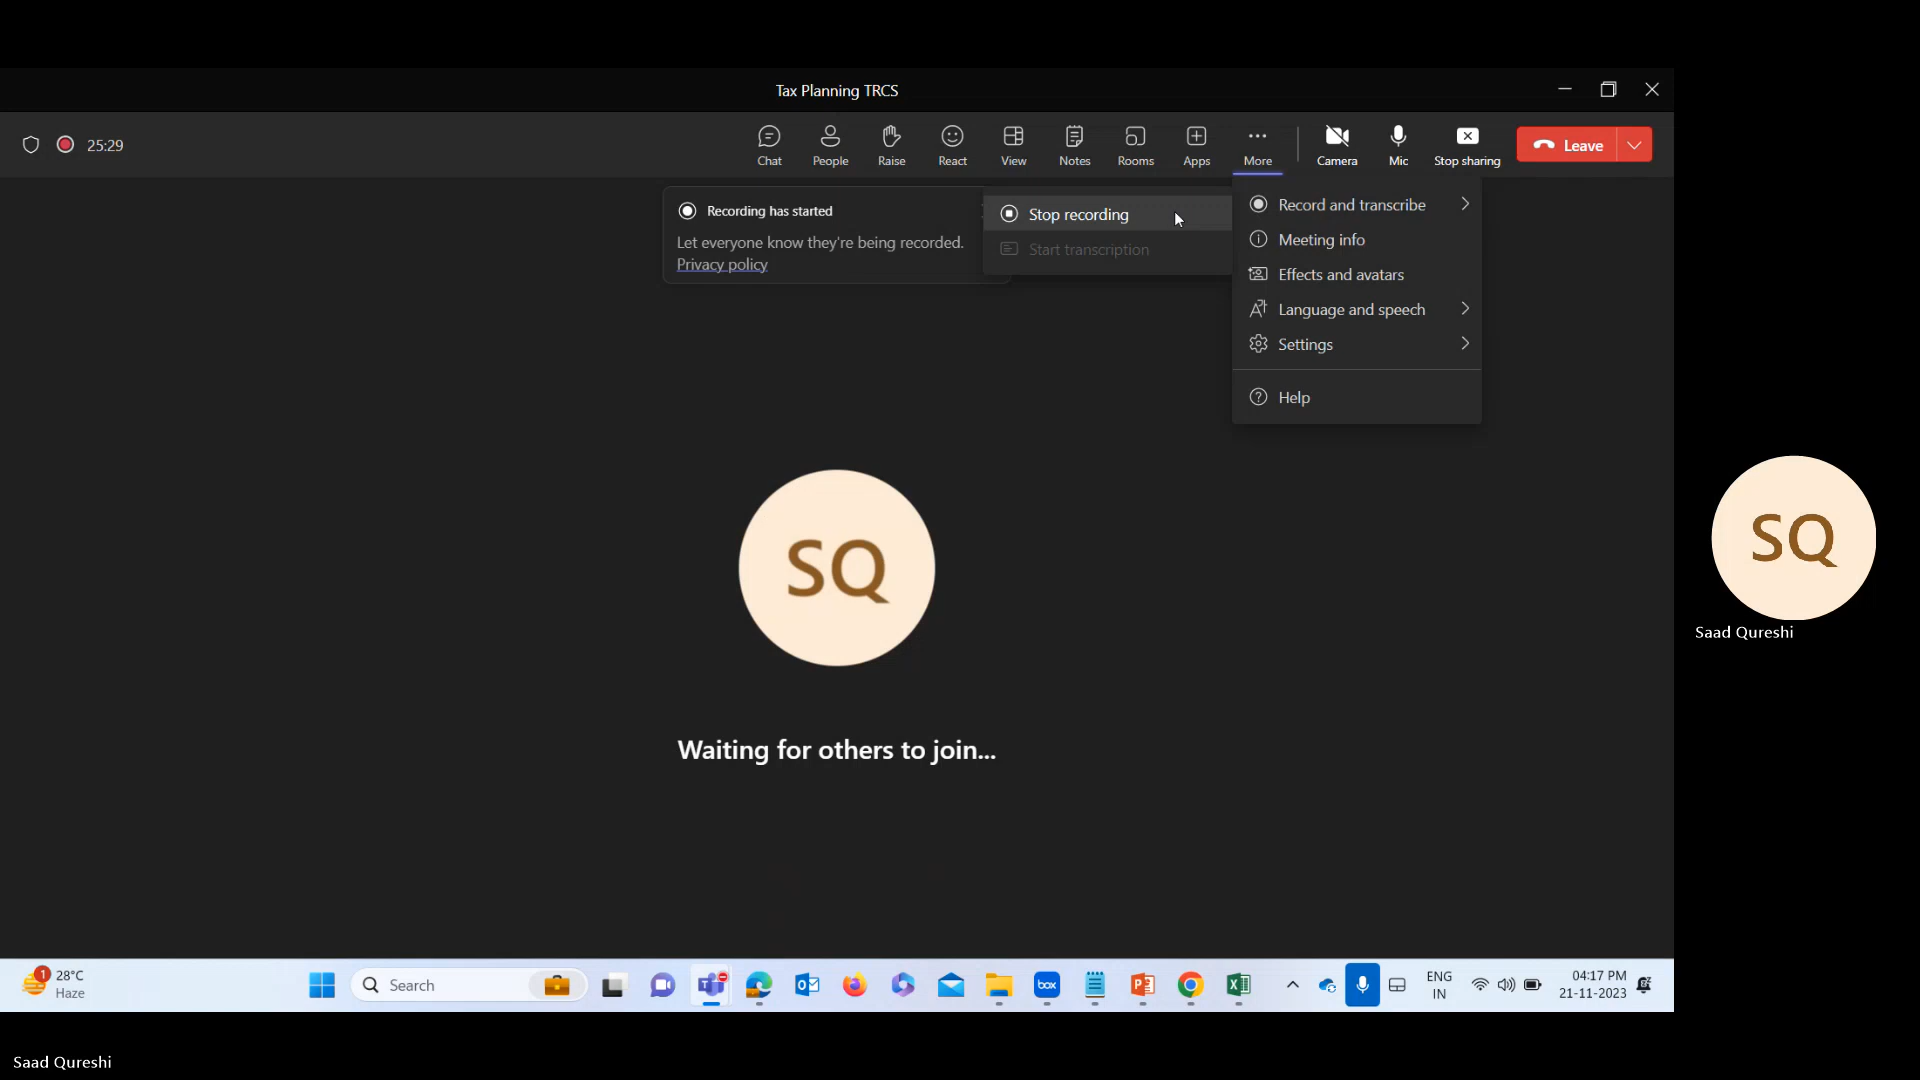 Tax Planning TRCS
25:29
Chat
People
Raise
React
View
Notes
Rooms
Apps
More
Camera
Mic
Stop sharing
Leave
Recording has started
Let everyone know they're being recorded.
Privacy policy
Stop recording
Start transcription
Record and transcribe
Meeting info
Effects and avatars
Language and speech
Settings
Help
SQ
Waiting for others to join...
SQ
Saad Qureshi
1
28°C
Haze
Search
box
ENG
IN
04:17 PM
21-11-2023
Saad Qureshi